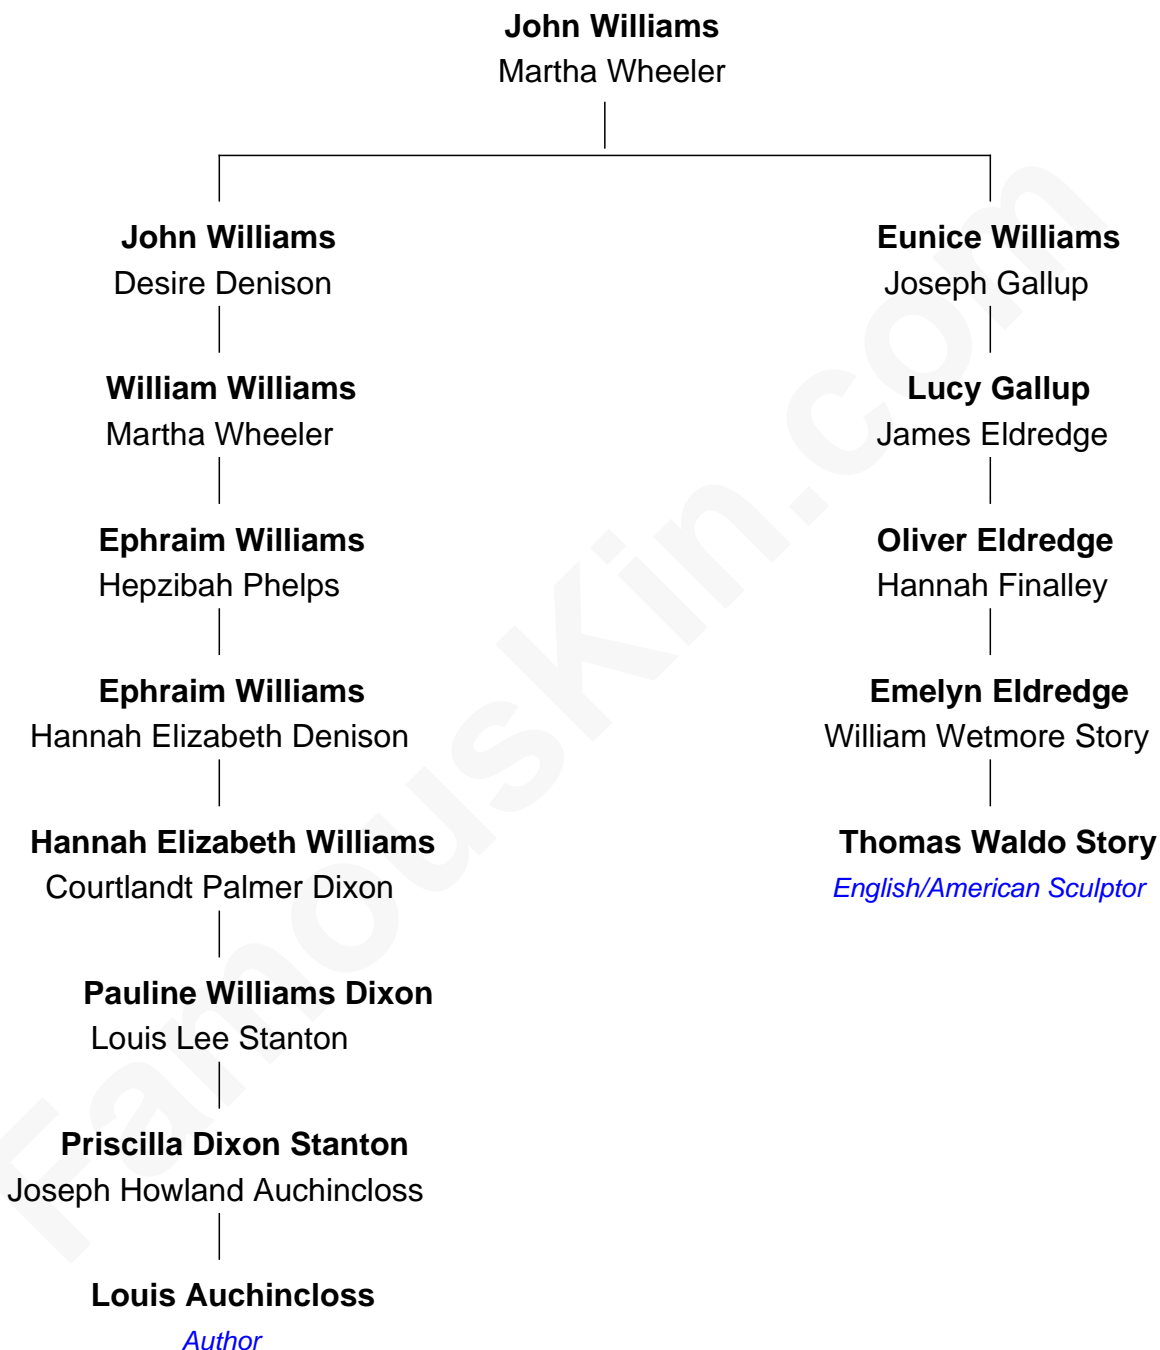 John Williams
Martha Wheeler
John Williams
Desire Denison
Eunice Williams
Joseph Gallup
William Williams
Martha Wheeler
Lucy Gallup
James Eldredge
Ephraim Williams
Hepzibah Phelps
Oliver Eldredge
Hannah Finalley
Ephraim Williams
Hannah Elizabeth Denison
Emelyn Eldredge
William Wetmore Story
Hannah Elizabeth Williams
Courtlandt Palmer Dixon
Thomas Waldo Story
English/American Sculptor
Pauline Williams Dixon
Louis Lee Stanton
Priscilla Dixon Stanton
Joseph Howland Auchincloss
Louis Auchincloss
Author
FamousKin.com